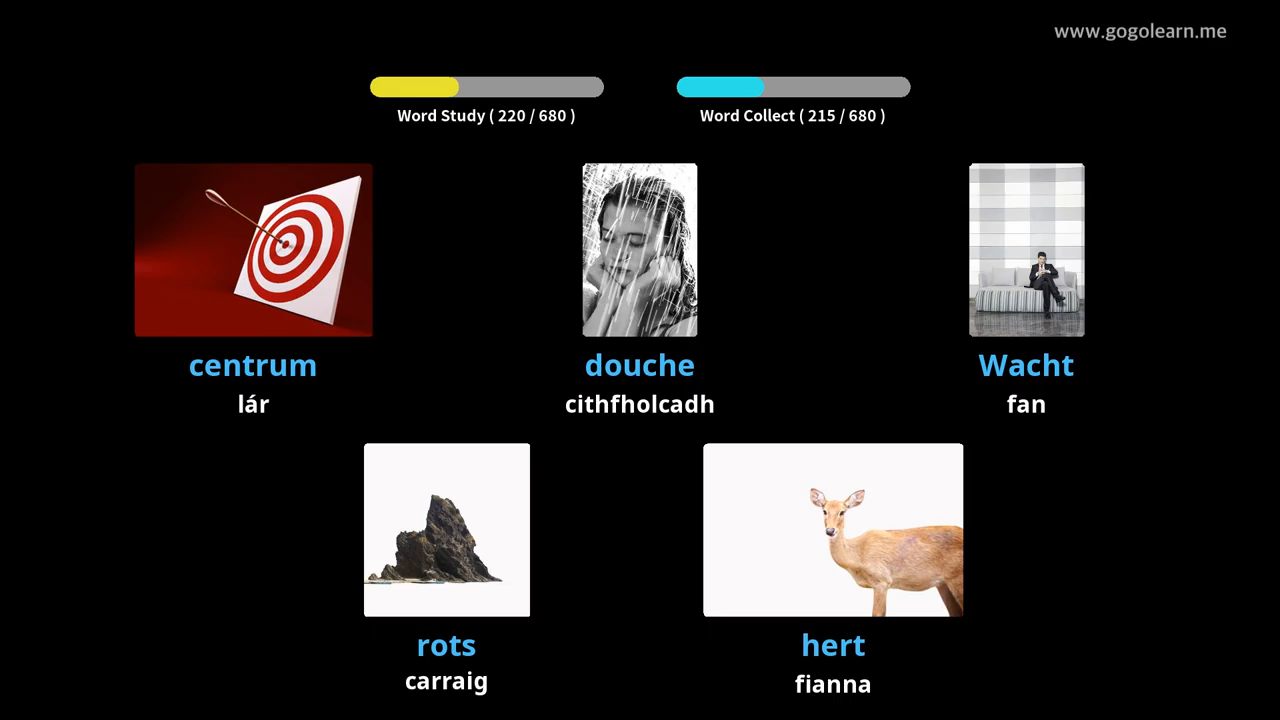 www.gogolearn.me
Word Study ( 220 / 680 )
Word Collect ( 215 / 680 )
centrum
lár
douche
cithfholcadh
Wacht
fan
rots
carraig
hert
fianna